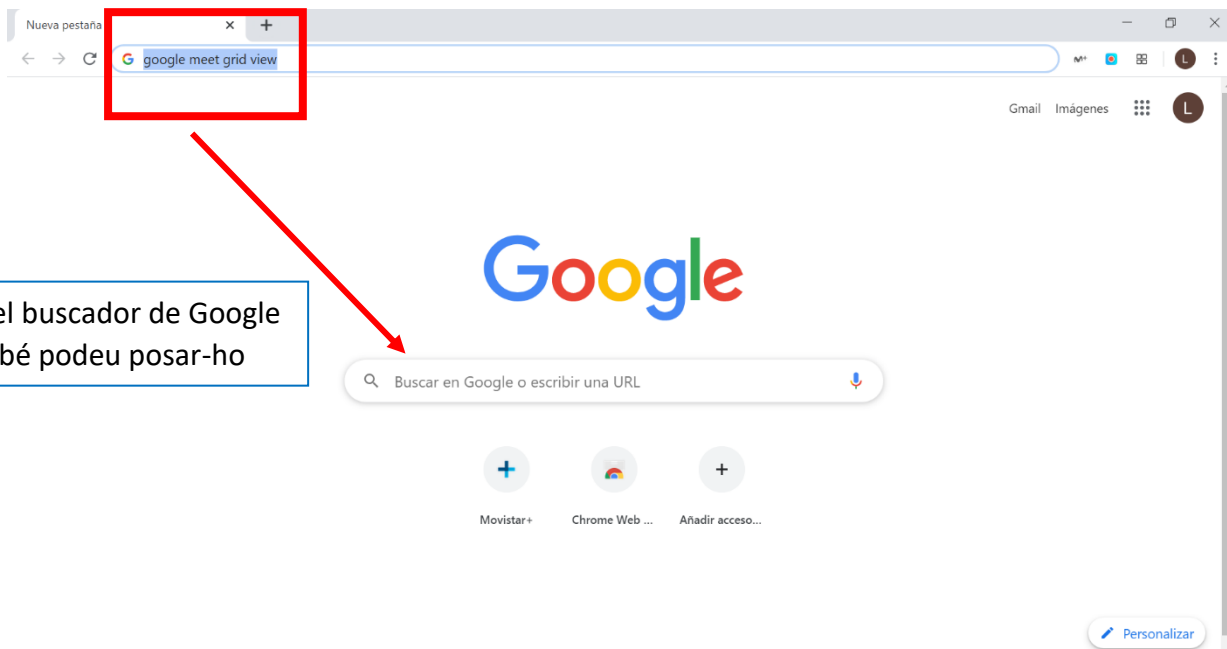 Nueva pestaña
google meet grid view
Gmail Imágenes
L
L
Google
el buscador de Google
bé podeu posar-ho
Buscar en Google o escribir una URL
Movistar+
Chrome Web ...
Añadir acceso...
Personalizar